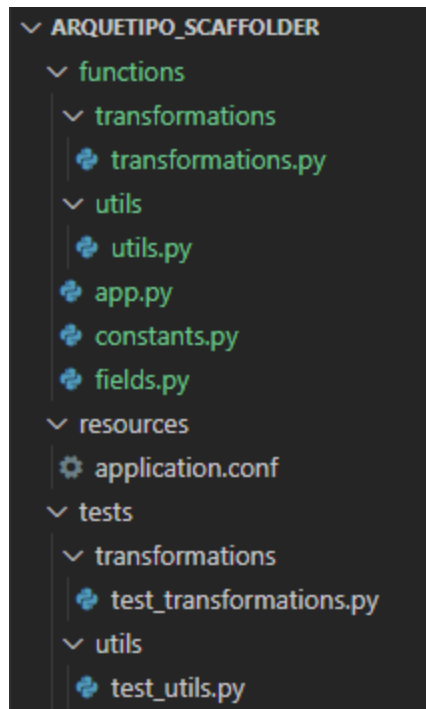 ARQUETIPO_SCAFFOLDER
functions
transformations
transformations.py
utils
utils.py
app.py
constants.py
fields.py
resources
application.conf
tests
transformations
test_transformations.py
utils
test_utils.py